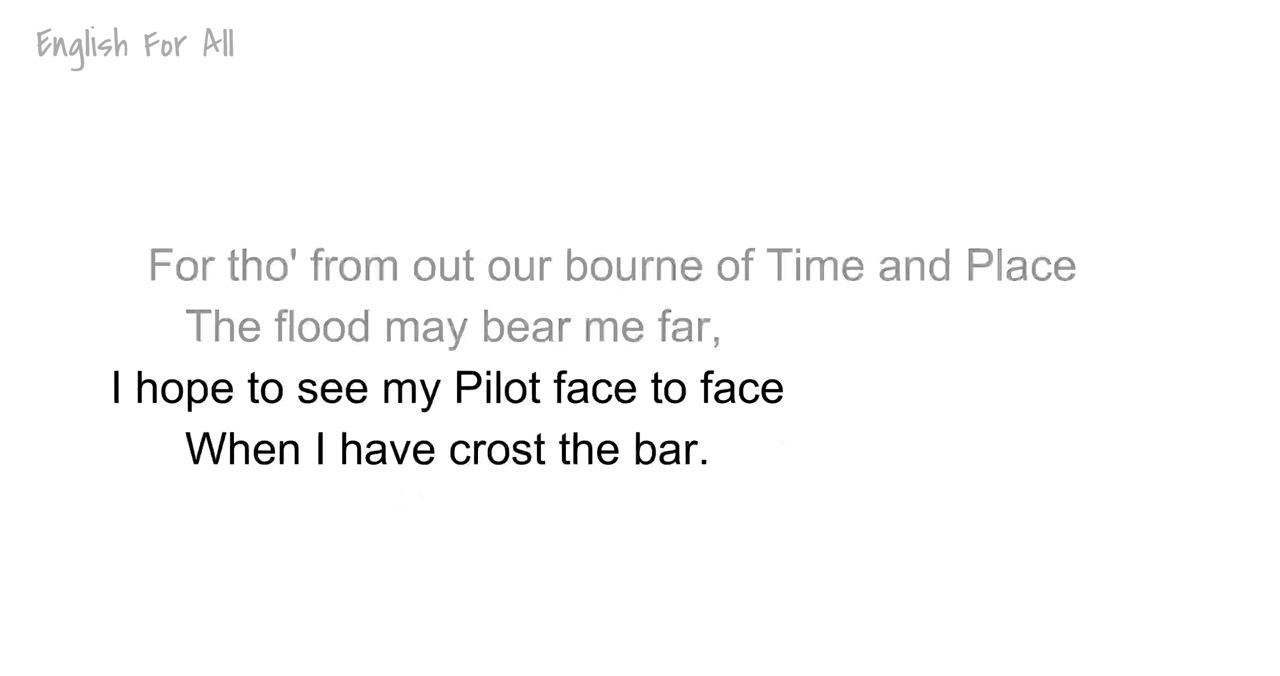 English For All
For tho' from out our bourne of Time and Place
The flood may bear me far,
I hope to see my Pilot face to face
When I have crost the bar.